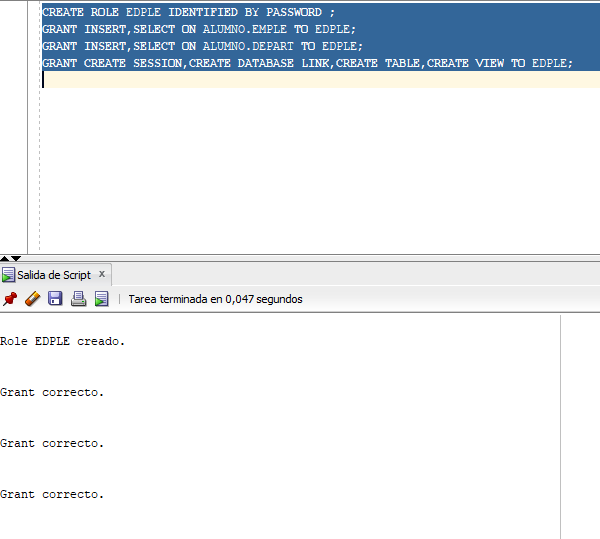 CREATE ROLE EDPLE IDENTIFIED BY PASSWORD ;
GRANT INSERT,SELECT ON ALUMNO.EMPLE TO EDPLE;
GRANT INSERT,SELECT ON ALUMNO.DEPART TO EDPLE;
GRANT CREATE SESSION,CREATE DATABASE LINK,CREATE TABLE,CREATE VIEW TO EDPLE;
Salida de Script x
Tarea terminada en 0,047 segundos
Role EDPLE creado.
Grant correcto.
Grant correcto.
Grant correcto.